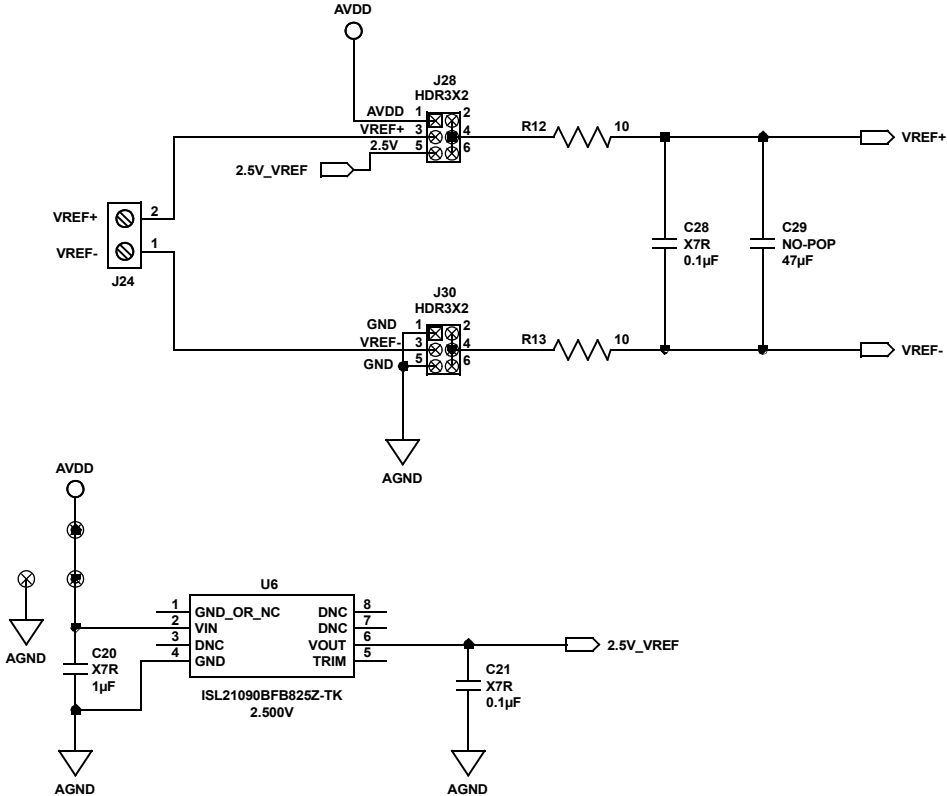 AVDD
J28
HDR3X2
AVDD 1 2
VREF+ 3 4
2.5V 5 6
2.5V_VREF
R12 10
VREF+
VREF+ 2
VREF- 1
J24
C28
X7R
0.1µF
C29
NO-POP
47µF
J30
HDR3X2
GND 1 2
VREF- 3 4
GND 5 6
R13 10
VREF-
AGND
AVDD
AGND
C20
X7R
1µF
AGND
U6
1 GND_OR_NC DNC 8
2 VIN DNC 7
3 DNC VOUT 6
4 GND TRIM 5
ISL21090BFB825Z-TK
2.500V
2.5V_VREF
C21
X7R
0.1µF
AGND